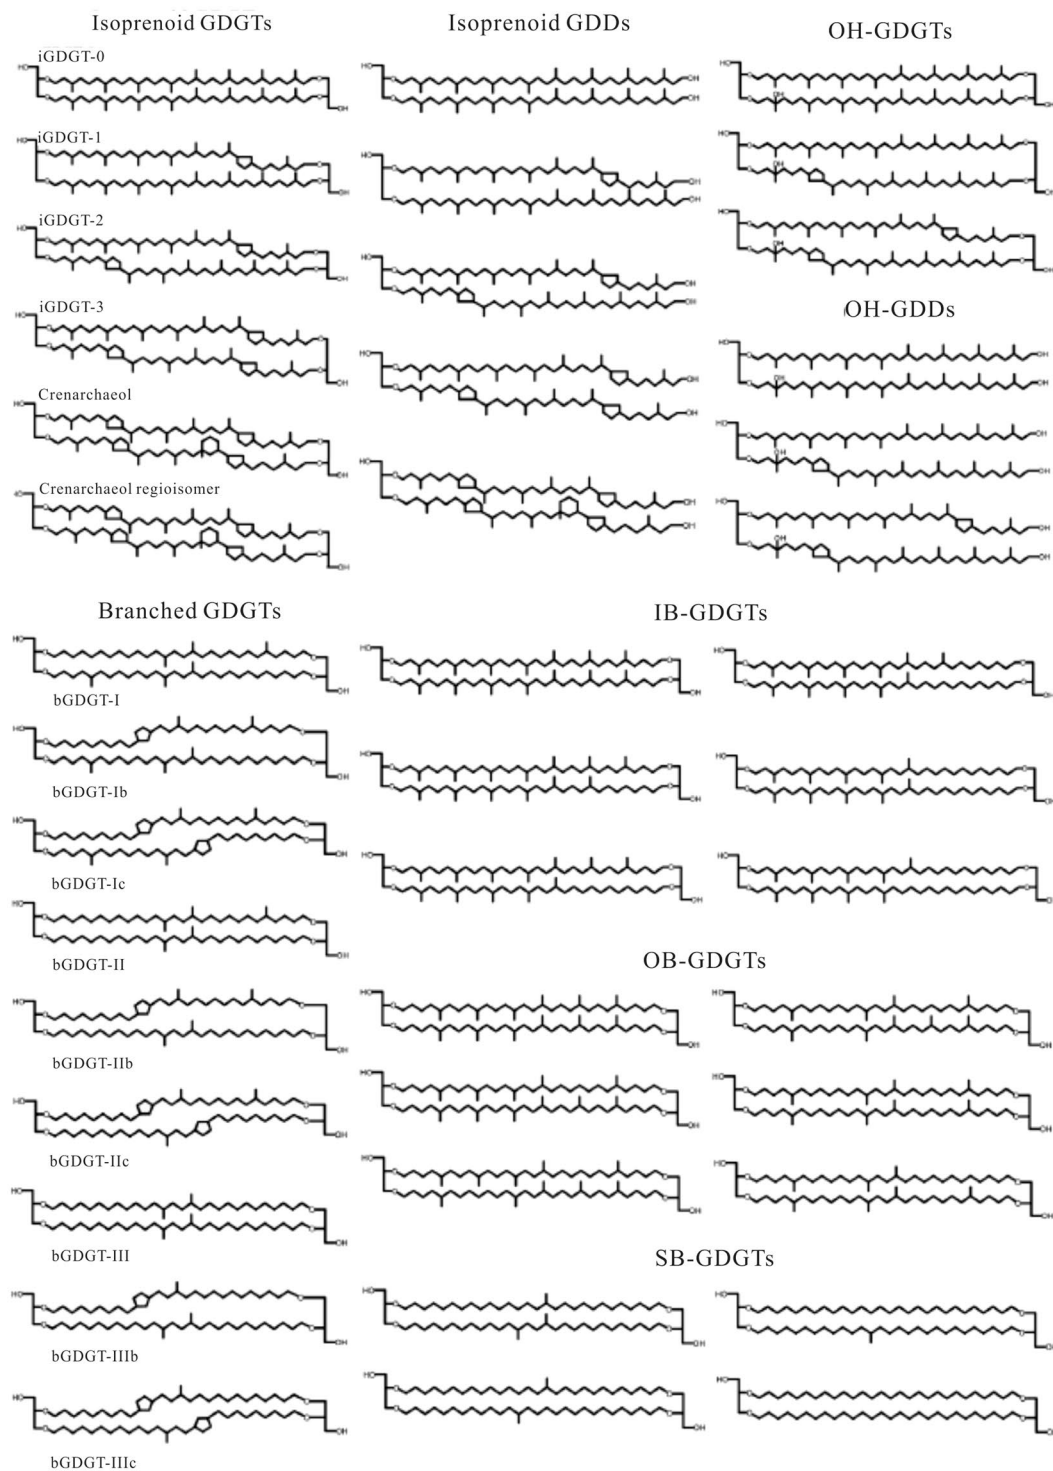 Isoprenoid GDGTs
iGDGT-0
iGDGT-1
iGDGT-2
iGDGT-3
Crenarchaeol
Crenarchaeol regioisomer
Isoprenoid GDDs
OH-GDGTs
OH-GDDs
Branched GDGTs
bGDGT-I
bGDGT-Ib
bGDGT-Ic
bGDGT-II
bGDGT-IIb
bGDGT-IIc
bGDGT-III
bGDGT-IIIb
bGDGT-IIIc
IB-GDGTs
OB-GDGTs
SB-GDGTs